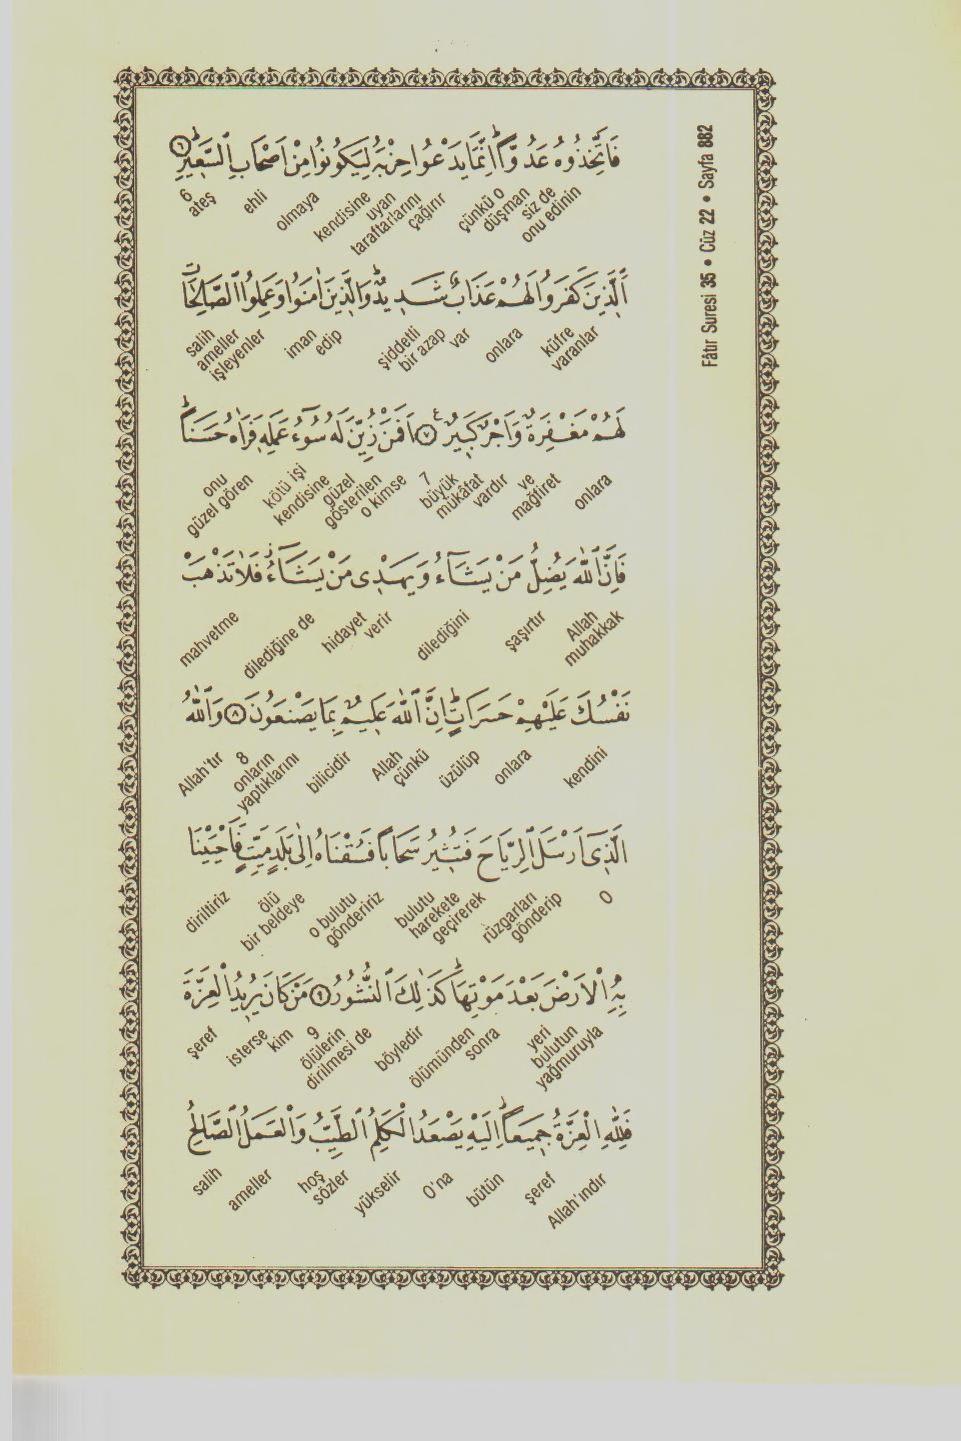 Fâtır Suresi 35 • Cüz 22 • Sayfa 882
فَاتَّخِذُوهُ عَدُوًّاۜ اِنَّمَا يَدْعُوا حِزْبَهُ لِيَكُونُوا مِنْ اَصْحَابِ السَّع۪يرِۜ ﴿٦﴾
onu edinin siz de düşman çünkü o çağırır taraftarlarını uyan kendisine olmaya ehli ateş 6
اَلَّذ۪ينَ كَفَرُوا لَهُمْ عَذَابٌ شَد۪يدٌۜ وَالَّذ۪ينَ اٰمَنُوا وَعَمِلُوا الصَّالِحَاتِ
küfre varanlar onlara var şiddetli bir azap iman edip salih ameller işleyenler
لَهُمْ مَغْفِرَةٌ وَاَجْرٌ كَب۪يرٌ۟ ﴿٧﴾ اَفَمَنْ زُيِّنَ لَهُ سُٓوءُ عَمَلِه۪ فَرَاٰهُ حَسَنًاۜ
onlara mağfiret ve mükâfat vardır büyük 7 güzel gösterilen o kimse kötü işi kendisine onu güzel gören
فَاِنَّ اللّٰهَ يُضِلُّ مَنْ يَشَٓاءُ وَيَهْد۪ي مَنْ يَشَٓاءُۘ فَلَا تَذْهَبْ
Allah muhakkak şaşırtır dilediğini hidayet verir dilediğine de mahvetme
نَفْسُكَ عَلَيْهِمْ حَسَرَاتٍۜ اِنَّ اللّٰهَ عَل۪يمٌ بِمَا يَصْنَعُونَ ﴿٨﴾ وَاللّٰهُ
kendini onlara üzülüp çünkü Allah bilicidir onların yaptıklarını 8 Allah'tır
الَّذ۪ٓي اَرْسَلَ الرِّيَاحَ فَتُث۪يرُ سَحَابًا فَسُقْنَاهُ اِلٰى بَلَدٍ مَيِّتٍ فَاَحْيَيْنَا
O rüzgarları gönderip bulutu harekete geçirerek o bulutu göndeririz ölü bir beldeye diriltiriz
بِهِ الْاَرْضَ بَعْدَ مَوْتِهَاۜ كَذٰلِكَ النُّشُورُ ﴿٩﴾ مَنْ كَانَ يُر۪يدُ الْعِزَّةَ
yeri bulutun yağmuruyla sonra ölümünden böyledir ölülerin dirilmesi de 9 kim isterse şeref
فَلِلّٰهِ الْعِزَّةُ جَم۪يعًاۜ اِلَيْهِ يَصْعَدُ الْكَلِمُ الطَّيِّبُ وَالْعَمَلُ الصَّالِحُ
Allah'ındır şeref bütün O'na yükselir hoş sözler ameller salih